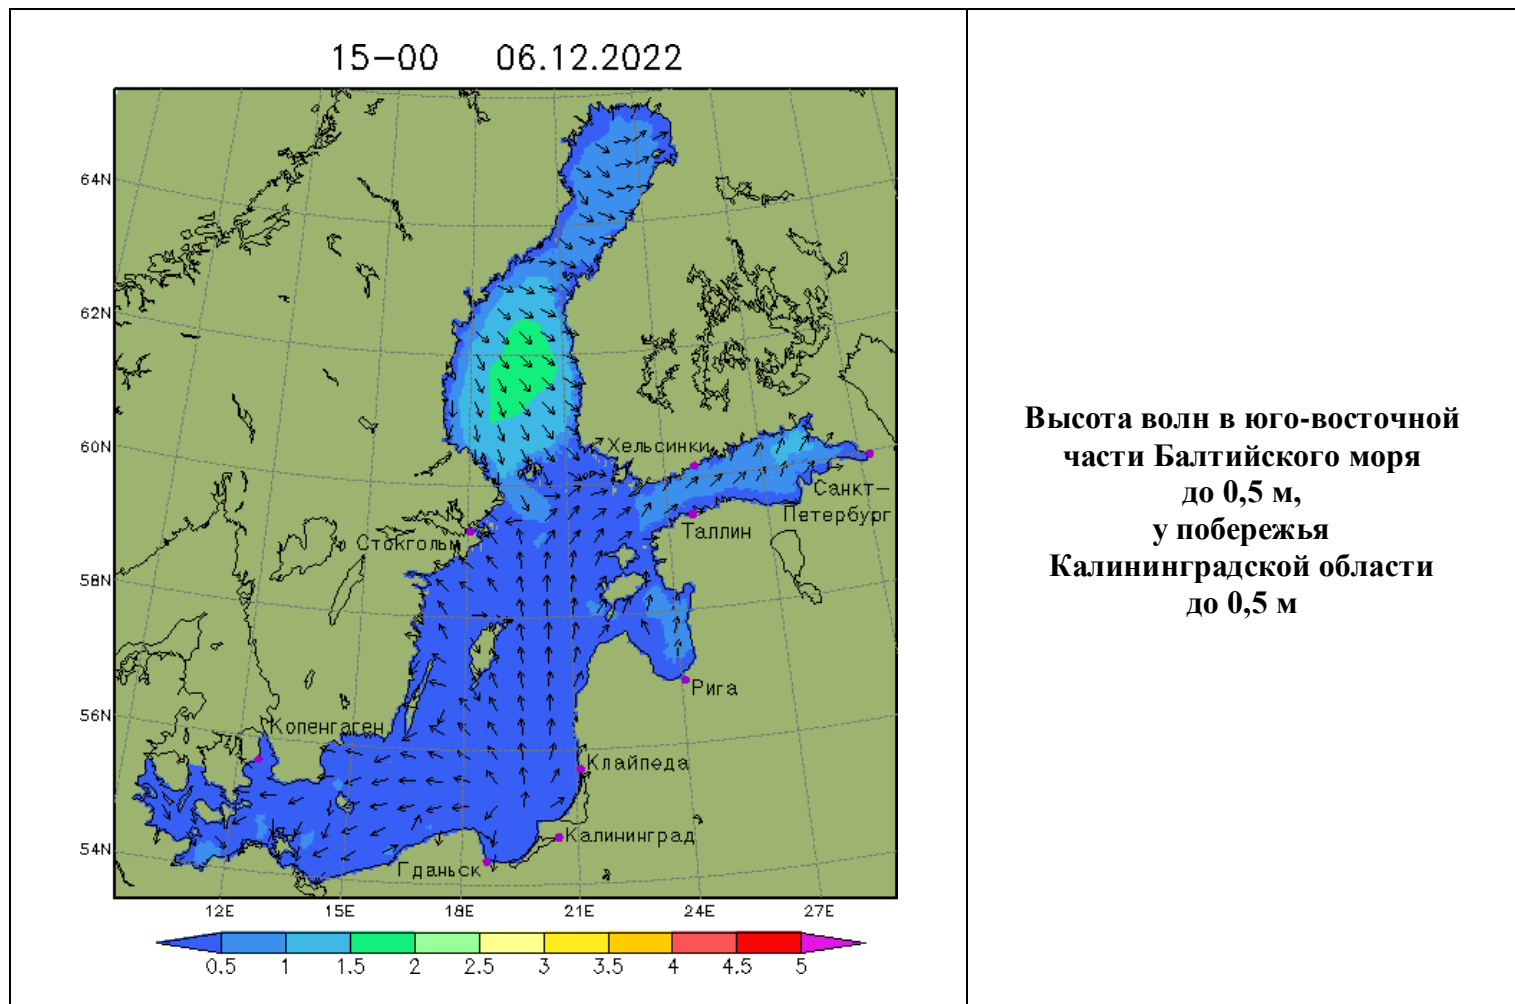 15-00 06.12.2022
64N
62N
60N
58N
56N
54N
Хельсинки
Санкт-
Петербург
Таллин
Стокгольм
Рига
Копенгаген
Клайпеда
Калининград
Гданьск
12E 15E 18E 21E 24E 27E
0.5 1 1.5 2 2.5 3 3.5 4 4.5 5
Высота волн в юго-восточной
части Балтийского моря
до 0,5 м,
у побережья
Калининградской области
до 0,5 м